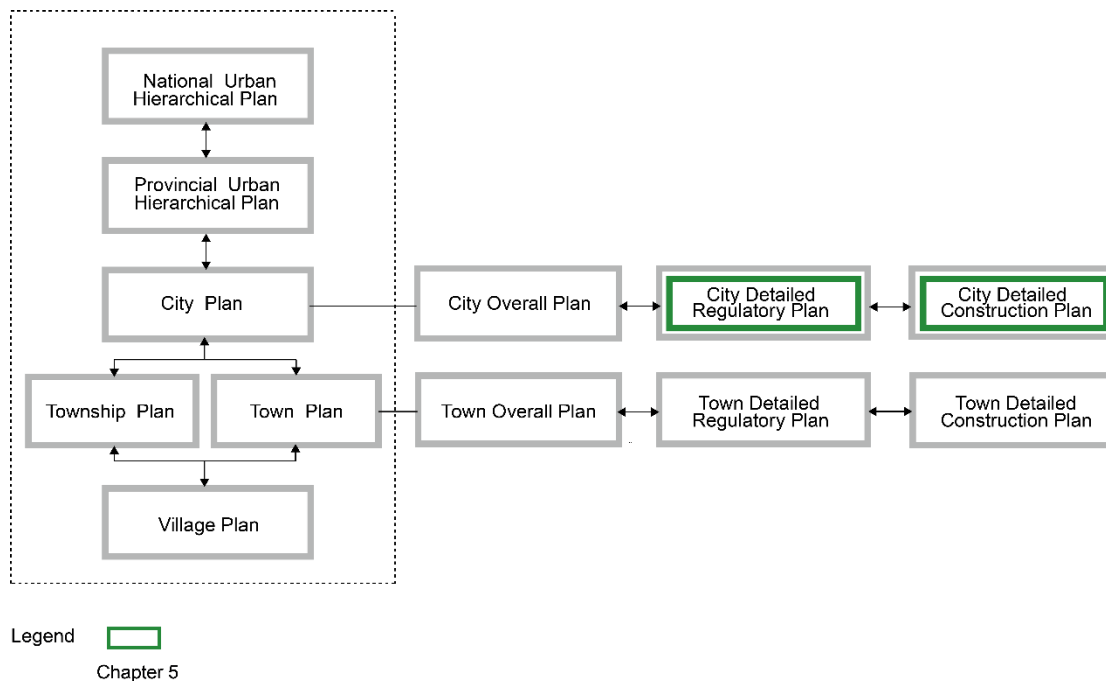 National Urban
Hierarchical Plan
Provincial Urban
Hierarchical Plan
City Plan
City Overall Plan
City Detailed
Regulatory Plan
City Detailed
Construction Plan
Township Plan
Town Plan
Town Overall Plan
Town Detailed
Regulatory Plan
Town Detailed
Construction Plan
Village Plan
Legend
Chapter 5